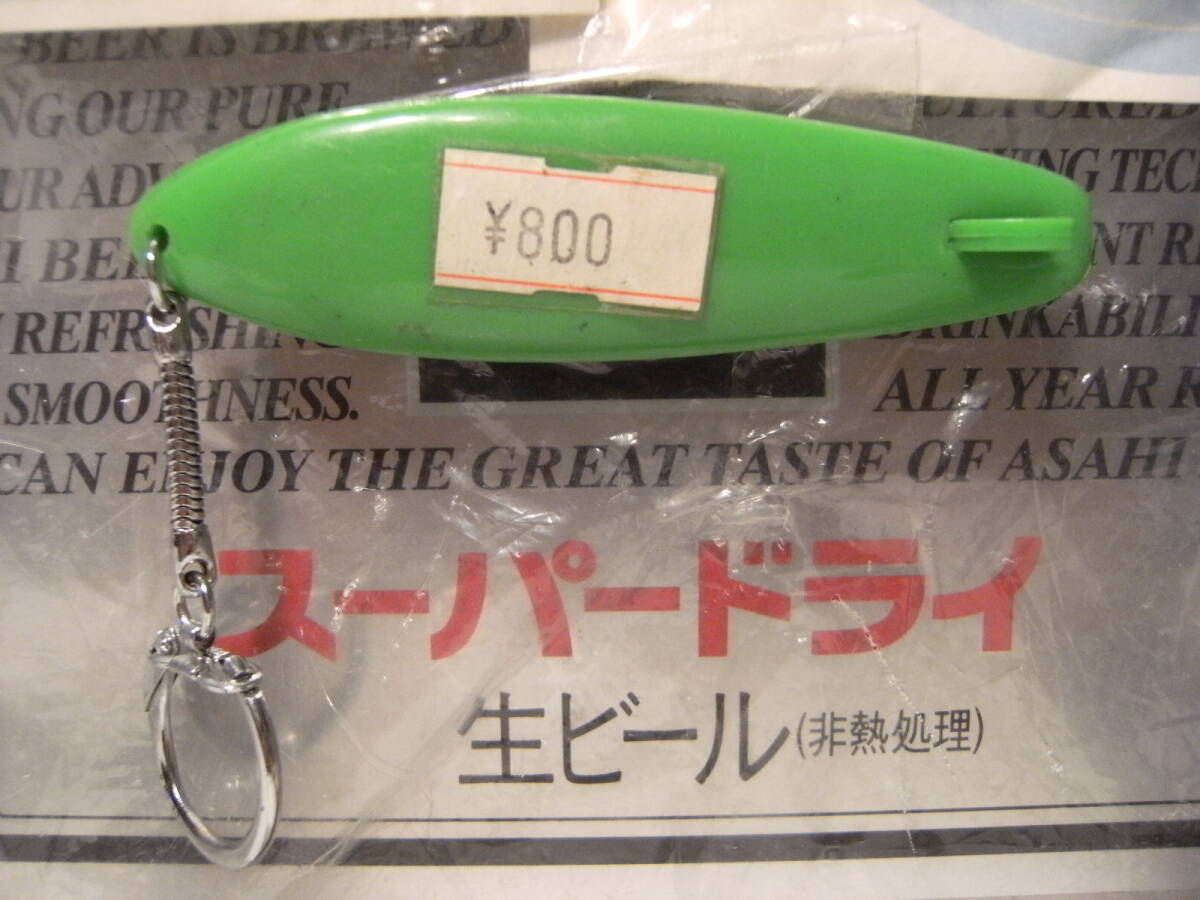 BEER IS BREWED
NG OUR PURE
CULTURED
UR ADV
ING TEC
I BEE
NT R
REFRESHING
DRINKABILI
SMOOTHNESS.
ALL YEAR R
CAN ENJOY THE GREAT TASTE OF ASAHI
¥800
スーパードライ
生ビール(非熱処理)